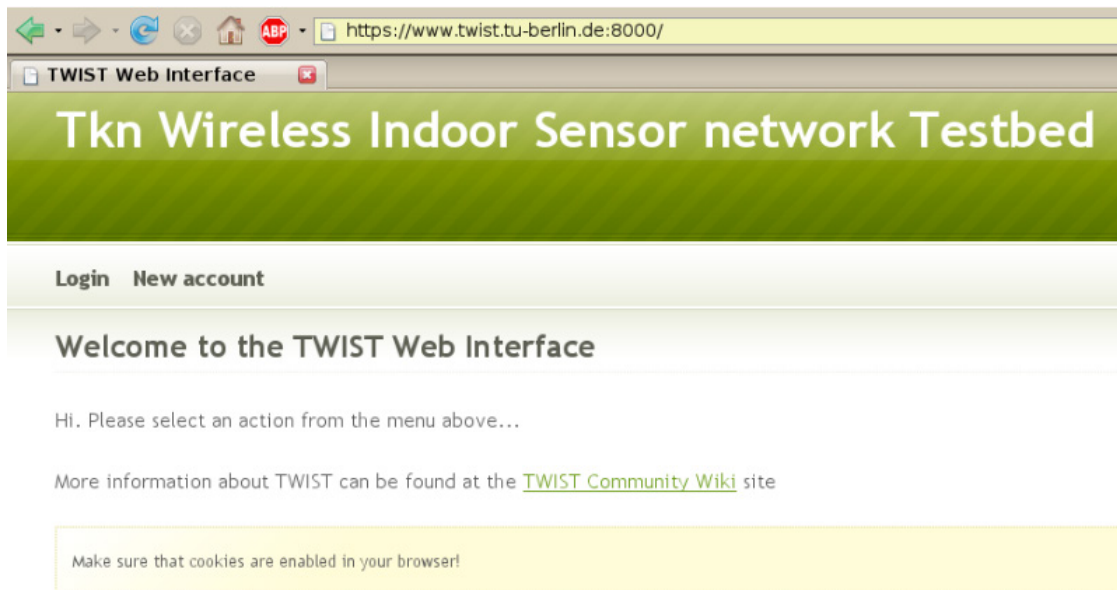 ABP
https://www.twist.tu-berlin.de:8000/
TWIST Web Interface
Tkn Wireless Indoor Sensor network Testbed
Login New account
Welcome to the TWIST Web Interface
Hi. Please select an action from the menu above...
More information about TWIST can be found at the TWIST Community Wiki site
Make sure that cookies are enabled in your browser!